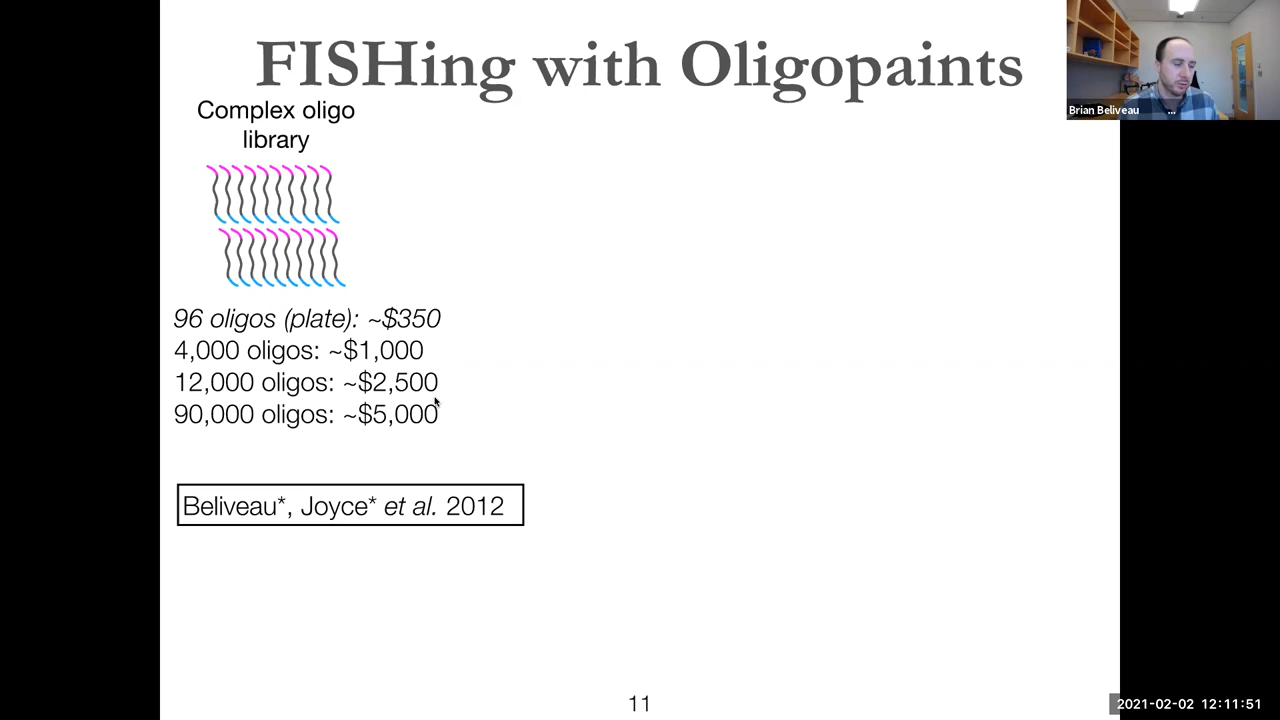 FISHing with Oligopaints
Complex oligo
library
96 oligos (plate): ~$350
4,000 oligos: ~$1,000
12,000 oligos: ~$2,500
90,000 oligos: ~$5,000
Beliveau*, Joyce* et al. 2012
11
Brian Beliveau
...
2021-02-02 12:11:51